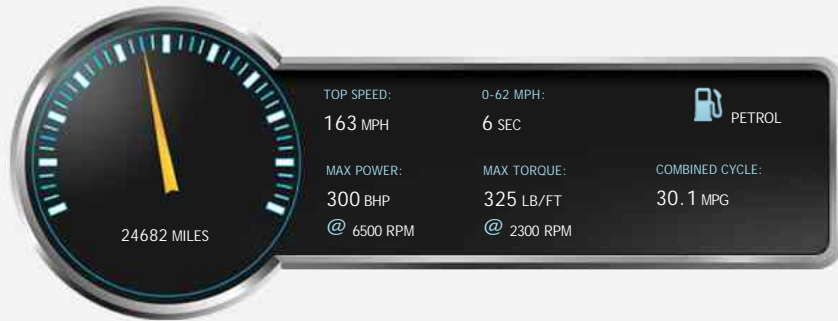 TOP SPEED:
163 MPH
0-62 MPH:
6 SEC
PETROL
MAX POWER:
300 BHP
@ 6500 RPM
MAX TORQUE:
325 LB/FT
@ 2300 RPM
COMBINED CYCLE:
30.1 MPG
24682 MILES